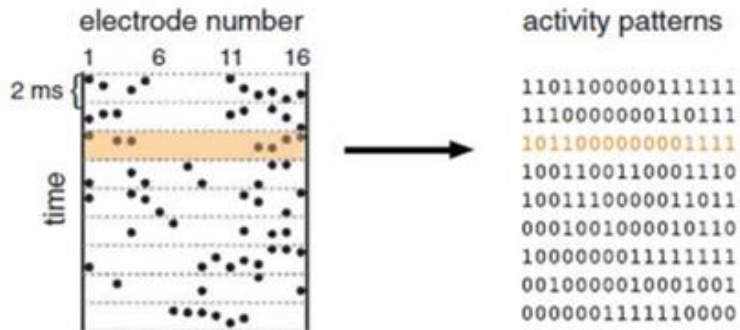 electrode number
1 6 11 16
2 ms
time
activity patterns
1101100000111111
1110000000110111
1011000000001111
1001100110001110
1001110000011011
0001001000010110
1000000011111111
0010000010001001
0000001111110000